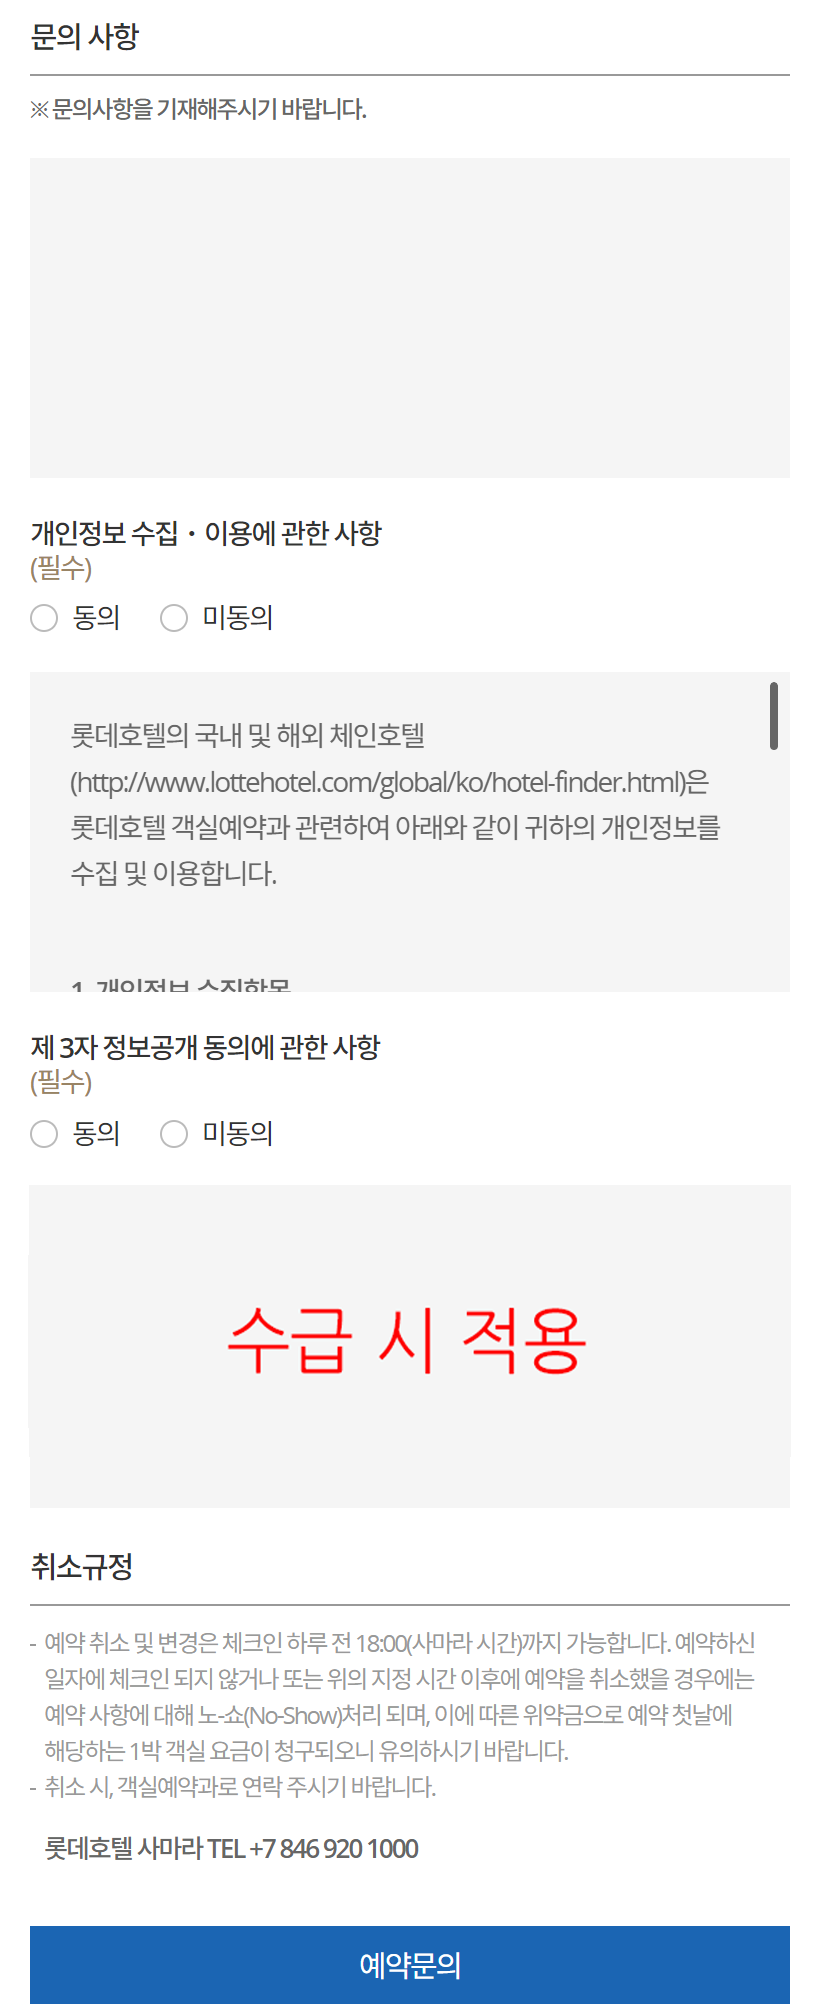 문의 사항
※ 문의사항을 기재해주시기 바랍니다.
개인정보 수집 · 이용에 관한 사항
(필수)
동의 미동의
롯데호텔의 국내 및 해외 체인호텔
(http://www.lottehotel.com/global/ko/hotel-finder.html)은
롯데호텔 객실예약과 관련하여 아래와 같이 귀하의 개인정보를
수집 및 이용합니다.
1. 개인정보 수집항목
제 3자 정보공개 동의에 관한 사항
(필수)
동의 미동의
수급 시 적용
취소규정
- 예약 취소 및 변경은 체크인 하루 전 18:00(사마라 시간)까지 가능합니다. 예약하신
일자에 체크인 되지 않거나 또는 위의 지정 시간 이후에 예약을 취소했을 경우에는
예약 사항에 대해 노-쇼(No-Show)처리 되며, 이에 따른 위약금으로 예약 첫날에
해당하는 1박 객실 요금이 청구되오니 유의하시기 바랍니다.
- 취소 시, 객실예약과로 연락 주시기 바랍니다.
롯데호텔 사마라 TEL +7 846 920 1000
예약문의